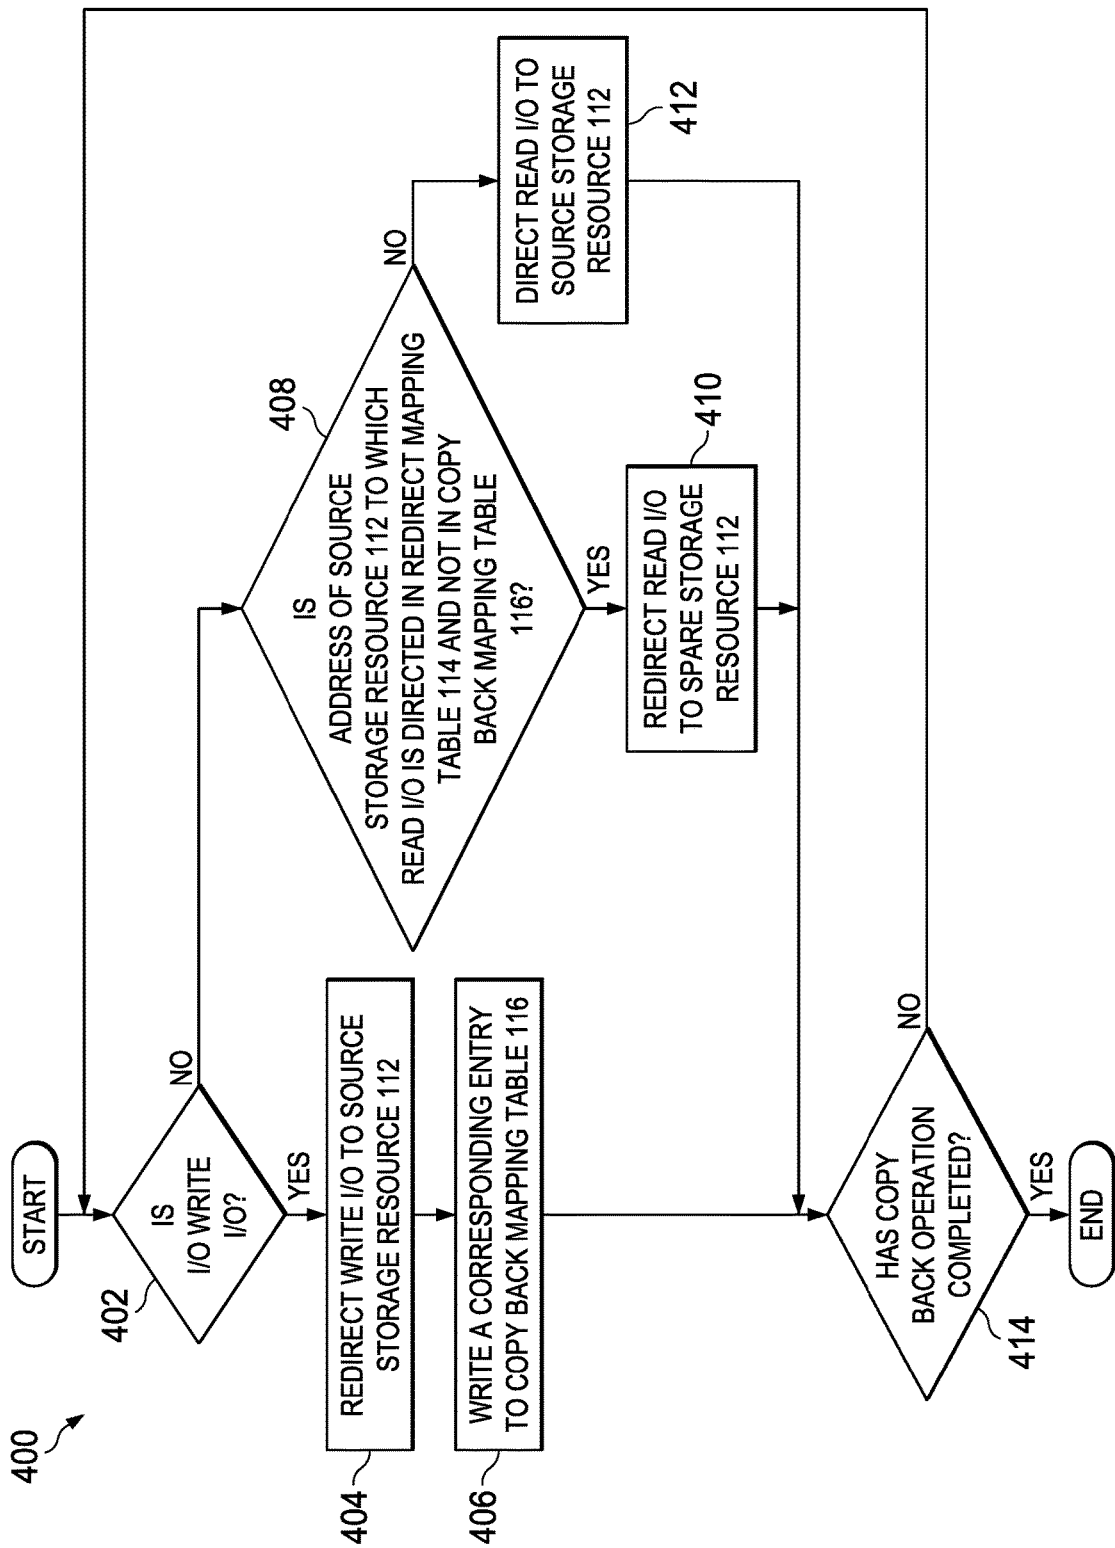 400
START
402
IS
I/O WRITE
I/O?
NO
YES
404
REDIRECT WRITE I/O TO SOURCE
STORAGE RESOURCE 112
406
WRITE A CORRESPONDING ENTRY
TO COPY BACK MAPPING TABLE 116
408
IS
ADDRESS OF SOURCE
STORAGE RESOURCE 112 TO WHICH
READ I/O IS DIRECTED IN REDIRECT MAPPING
TABLE 114 AND NOT IN COPY
BACK MAPPING TABLE
116?
NO
YES
410
REDIRECT READ I/O
TO SPARE STORAGE
RESOURCE 112
DIRECT READ I/O TO
SOURCE STORAGE
RESOURCE 112
412
HAS COPY
BACK OPERATION
COMPLETED?
414
NO
YES
END